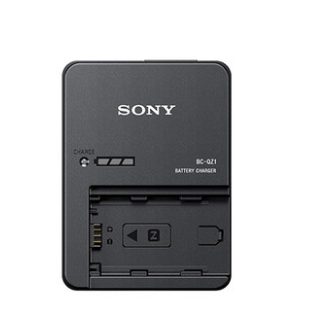 SONY
CHARGE
BC-QZ1
BATTERY CHARGER
Z